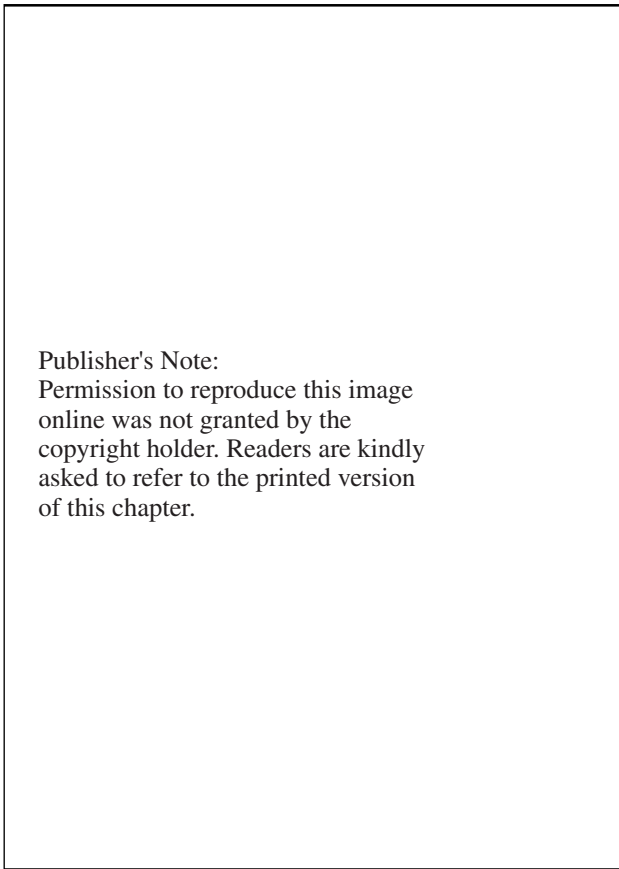 Publisher's Note:
Permission to reproduce this image
online was not granted by the
copyright holder. Readers are kindly
asked to refer to the printed version
of this chapter.